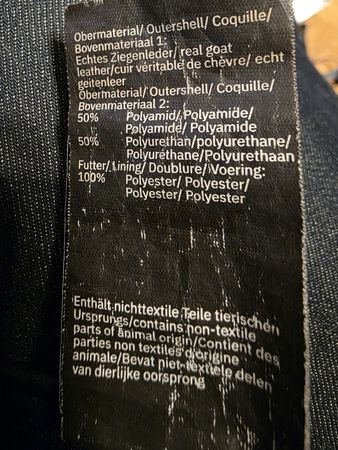 Obermaterial/ Outershell/ Coquille/
Bovenmateriaal 1:
Echtes Ziegenleder/ real goat
leather/cuir véritable de chèvre/ echt
geitenleer
Obermaterial/ Outershell/ Coquille/
Bovenmateriaal 2:
50% Polyamid/ Polyamide/
Polyamide/ Polyamide
50% Polyurethan/polyurethane/
Polyuréthane/Polyurethaan
Futter/ Lining/ Doublure/ Voering:
100% Polyester/ Polyester/
Polyester/ Polyester
Enthält nichttextile Teile tierischen
Ursprungs/contains non-textile
parts of animal origin/Contient des
parties non textiles d'origine
animale/Bevat niet-textiele delen
van dierlijke oorsprong